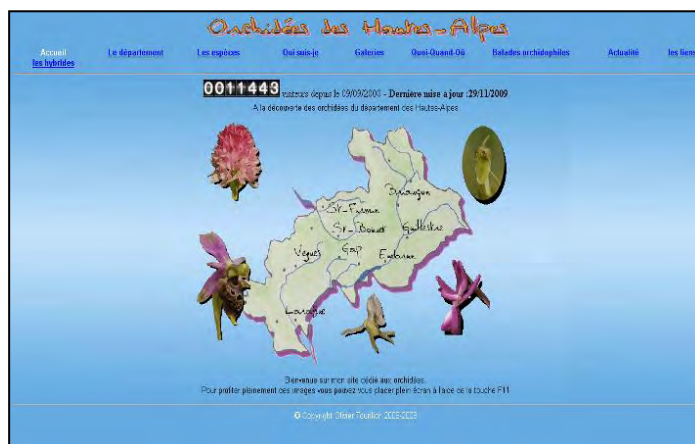 Orchidées des Hautes-Alpes
Accueil Le département Les espèces Qui suis-je Galeries Quoi-Quand-Où Balades orchidophiles Actualité les liens
les hybrides
0011443 visiteurs depuis le 09/09/2008 - Dernière mise à jour :29/11/2009
A la découverte des orchidées du département des Hautes-Alpes
Briançon
St-Firmin
St-Bonnet Guillestre
Veynes Gap Embrun
Laragne
Bienvenue sur mon site dédié aux orchidées.
Pour profiter pleinement des images vous pouvez vous placer plein écran à l'aide de la touche F11
© Copyright Olivier 2008-2009